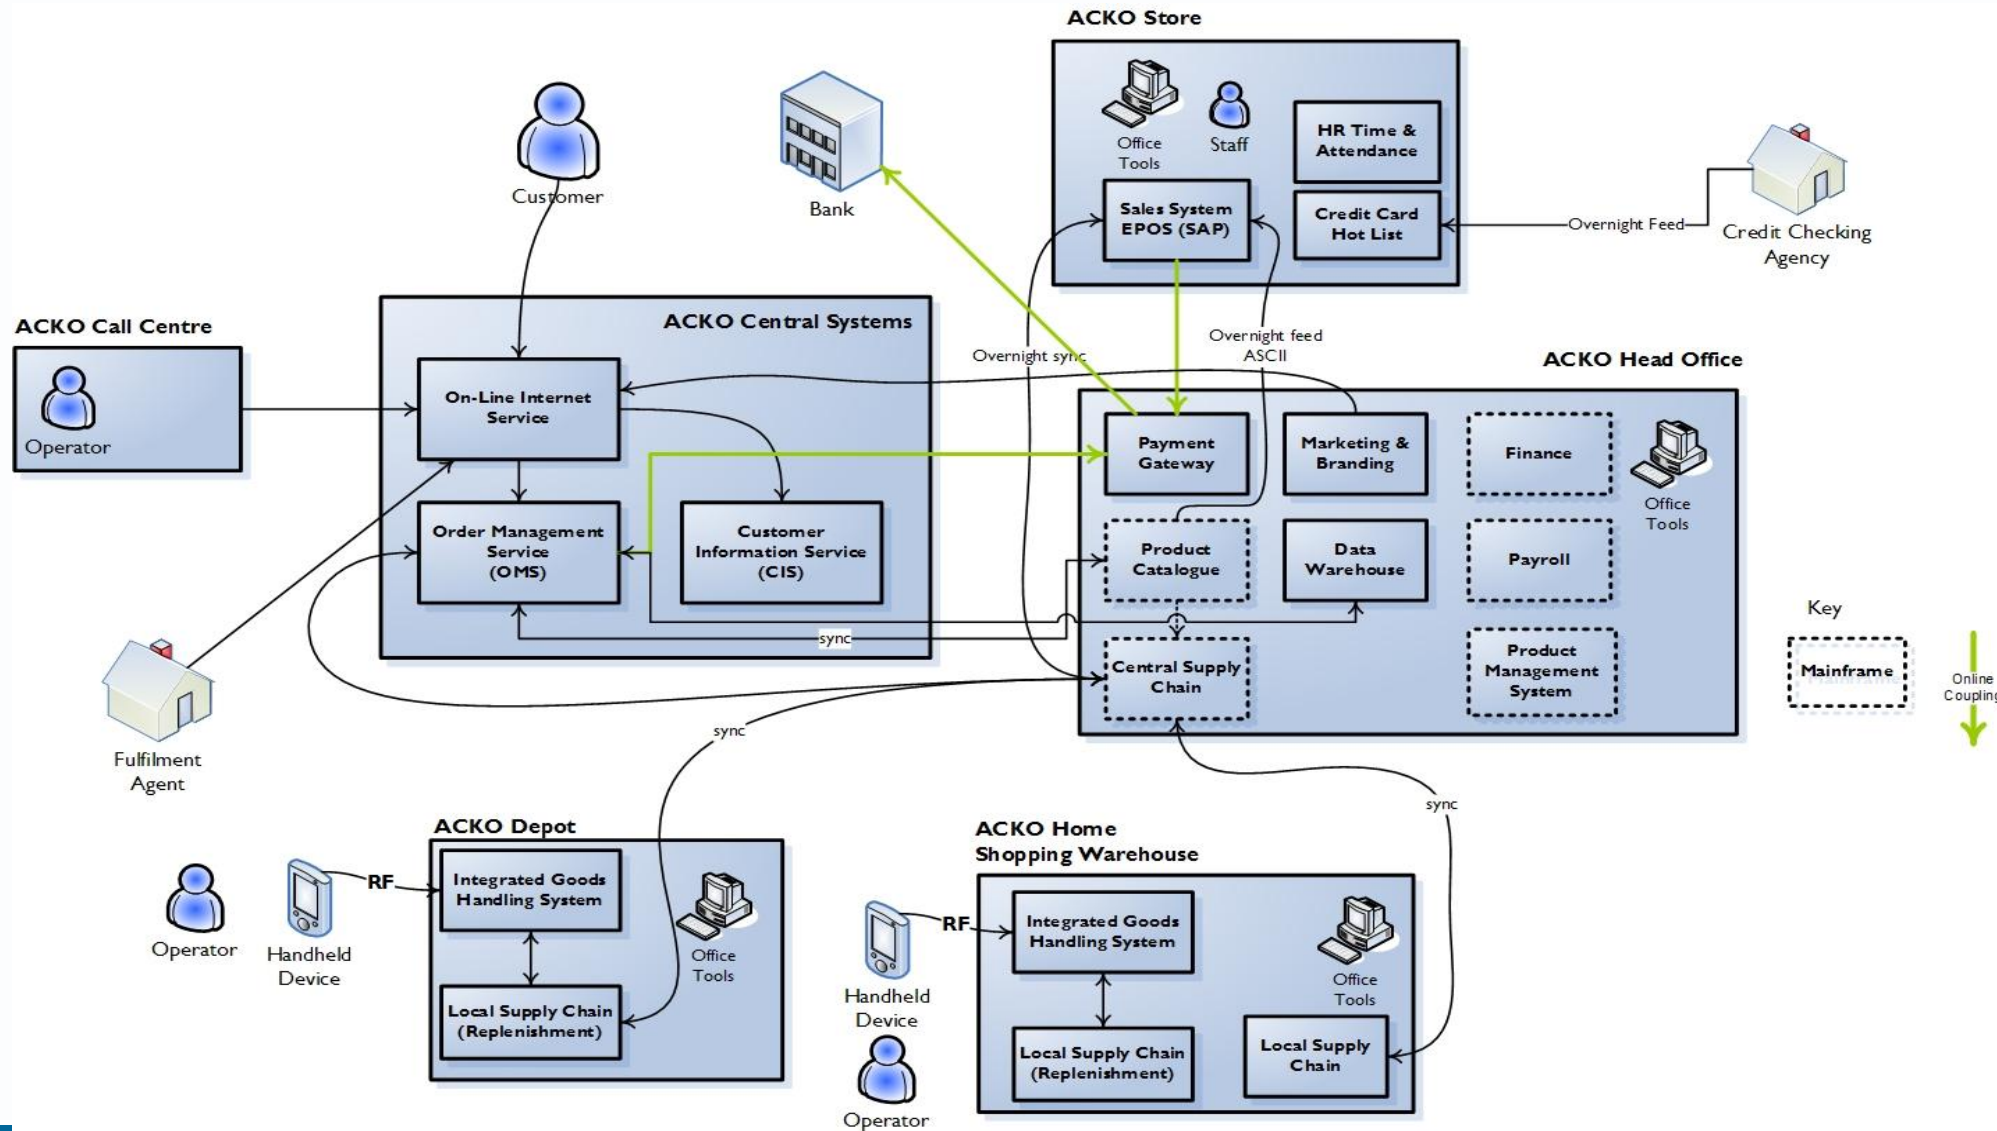 ACKO Store
Office
Tools
Staff
HR Time &
Attendance
Sales System
EPOS (SAP)
Credit Card
Hot List
Overnight Feed
Credit Checking
Agency
Customer
Bank
ACKO Call Centre
Operator
ACKO Central Systems
On-Line Internet
Service
Order Management
Service
(OMS)
Customer
Information Service
(CIS)
Overnight sync
Overnight feed
ASCII
ACKO Head Office
Payment
Gateway
Marketing &
Branding
Finance
Office
Tools
Product
Catalogue
Data
Warehouse
Payroll
Central Supply
Chain
Product
Management
System
sync
Key
Mainframe
Online
Coupling
Fulfilment
Agent
sync
sync
ACKO Depot
Operator
Handheld
Device
RF
Integrated Goods
Handling System
Local Supply Chain
(Replenishment)
Office
Tools
ACKO Home
Shopping Warehouse
Handheld
Device
Operator
RF
Integrated Goods
Handling System
Local Supply Chain
(Replenishment)
Office
Tools
Local Supply
Chain